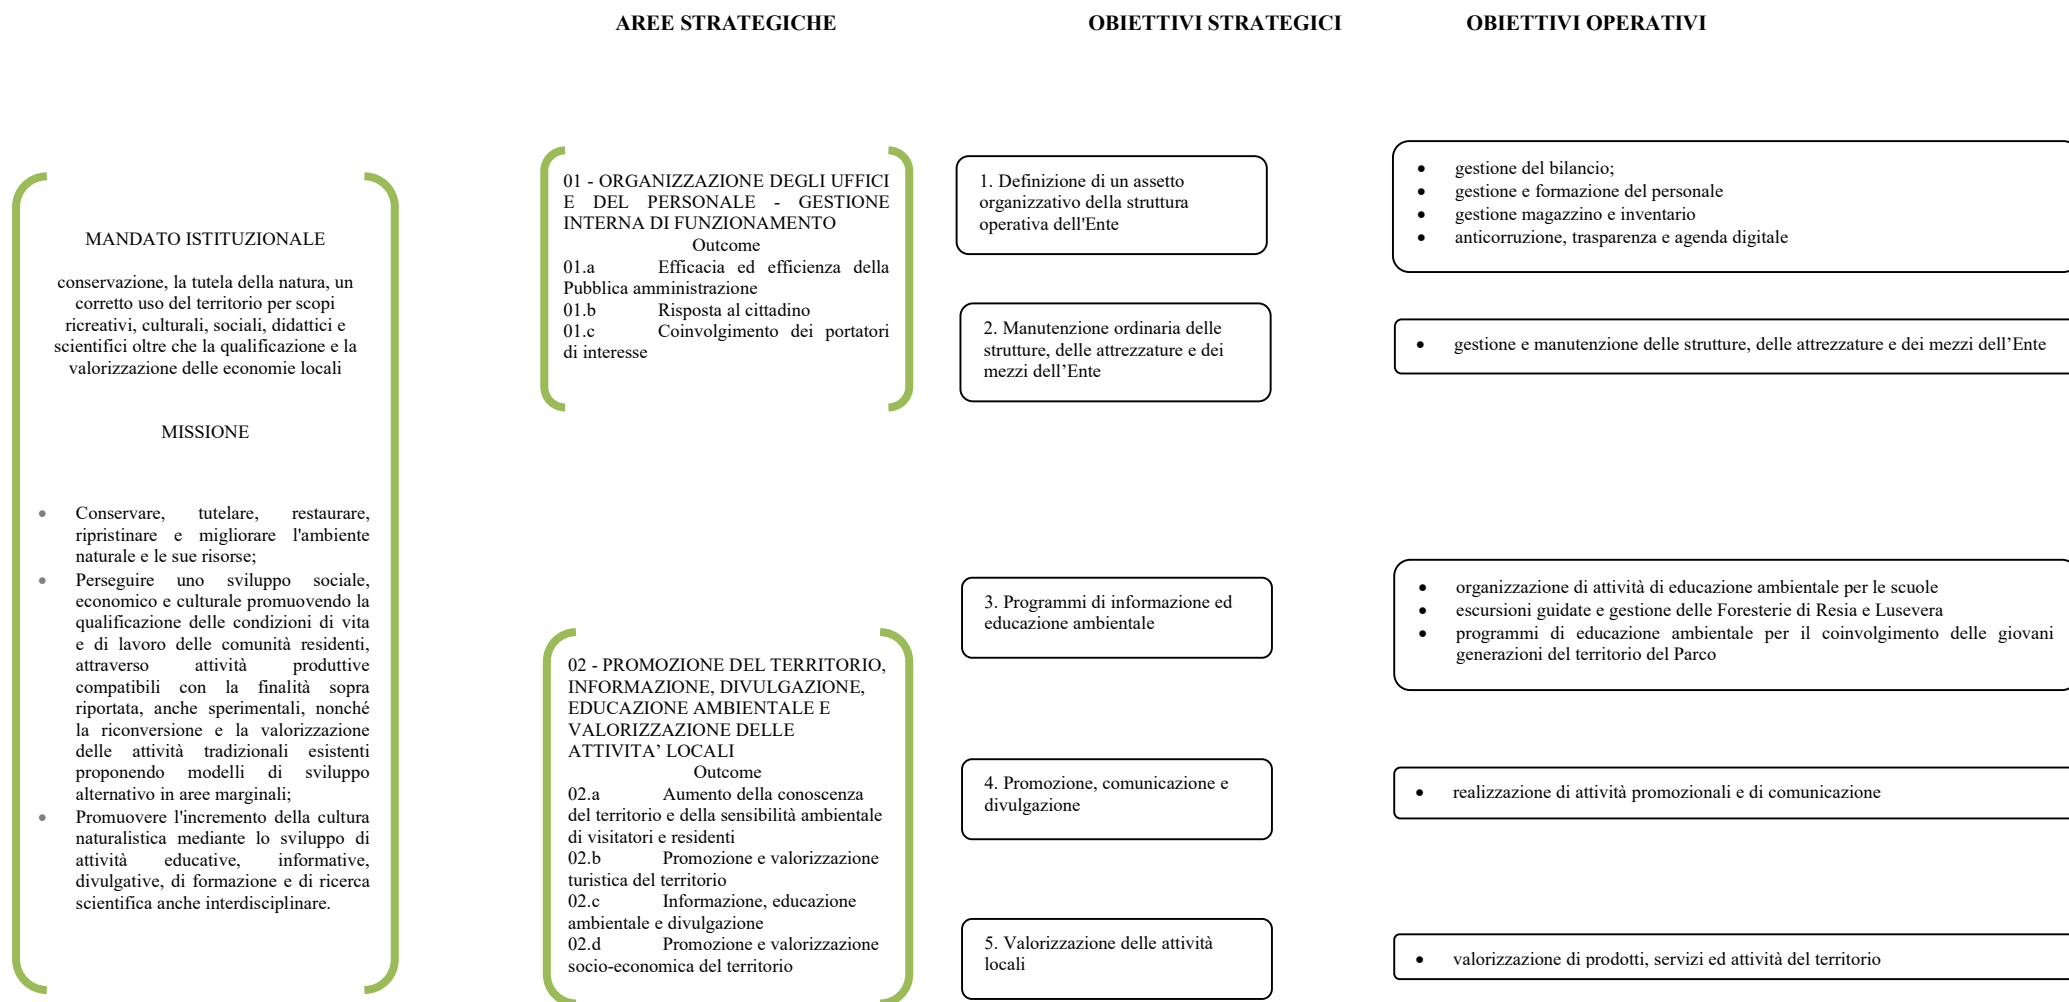 AREE STRATEGICHE
OBIETTIVI STRATEGICI
OBIETTIVI OPERATIVI
MANDATO ISTITUZIONALE
conservazione, la tutela della natura, un
corretto uso del territorio per scopi
ricreativi, culturali, sociali, didattici e
scientifici oltre che la qualificazione e la
valorizzazione delle economie locali
MISSIONE
• Conservare, tutelare, restaurare,
ripristinare e migliorare l'ambiente
naturale e le sue risorse;
• Perseguire uno sviluppo sociale,
economico e culturale promuovendo la
qualificazione delle condizioni di vita
e di lavoro delle comunità residenti,
attraverso attività produttive
compatibili con la finalità sopra
riportata, anche sperimentali, nonché
la riconversione e la valorizzazione
delle attività tradizionali esistenti
proponendo modelli di sviluppo
alternativo in aree marginali;
• Promuovere l'incremento della cultura
naturalistica mediante lo sviluppo di
attività educative, informative,
divulgative, di formazione e di ricerca
scientifica anche interdisciplinare.
01 - ORGANIZZAZIONE DEGLI UFFICI
E DEL PERSONALE - GESTIONE
INTERNA DI FUNZIONAMENTO
Outcome
01.a Efficacia ed efficienza della
Pubblica amministrazione
01.b Risposta al cittadino
01.c Coinvolgimento dei portatori
di interesse
1. Definizione di un assetto
organizzativo della struttura
operativa dell'Ente
• gestione del bilancio;
• gestione e formazione del personale
• gestione magazzino e inventario
• anticorruzione, trasparenza e agenda digitale
2. Manutenzione ordinaria delle
strutture, delle attrezzature e dei
mezzi dell’Ente
• gestione e manutenzione delle strutture, delle attrezzature e dei mezzi dell’Ente
02 - PROMOZIONE DEL TERRITORIO,
INFORMAZIONE, DIVULGAZIONE,
EDUCAZIONE AMBIENTALE E
VALORIZZAZIONE DELLE
ATTIVITA’ LOCALI
Outcome
02.a Aumento della conoscenza
del territorio e della sensibilità ambientale
di visitatori e residenti
02.b Promozione e valorizzazione
turistica del territorio
02.c Informazione, educazione
ambientale e divulgazione
02.d Promozione e valorizzazione
socio-economica del territorio
3. Programmi di informazione ed
educazione ambientale
• organizzazione di attività di educazione ambientale per le scuole
• escursioni guidate e gestione delle Foresterie di Resia e Lusevera
• programmi di educazione ambientale per il coinvolgimento delle giovani
generazioni del territorio del Parco
4. Promozione, comunicazione e
divulgazione
• realizzazione di attività promozionali e di comunicazione
5. Valorizzazione delle attività
locali
• valorizzazione di prodotti, servizi ed attività del territorio